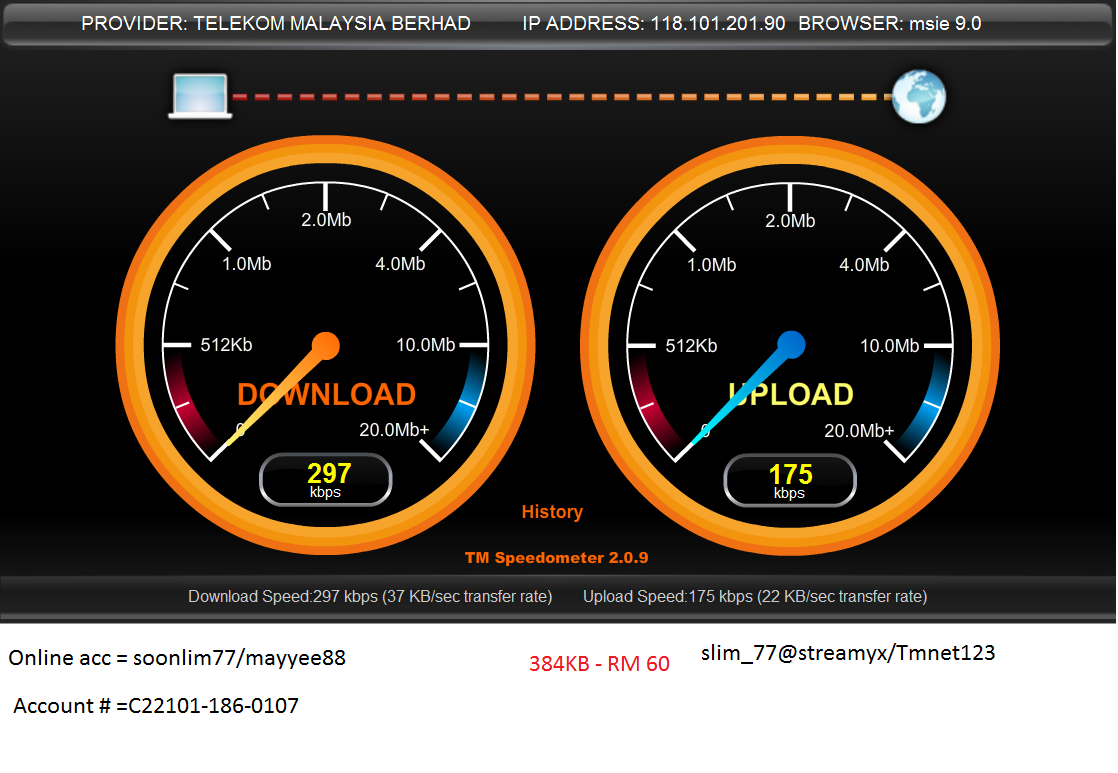 PROVIDER: TELEKOM MALAYSIA BERHAD IP ADDRESS: 118.101.201.90 BROWSER: msie 9.0
2.0Mb
1.0Mb 4.0Mb
512Kb 10.0Mb
DOWNLOAD
0 20.0Mb+
297
kbps
2.0Mb
1.0Mb 4.0Mb
512Kb 10.0Mb
UPLOAD
0 20.0Mb+
175
kbps
History
TM Speedometer 2.0.9
Download Speed:297 kbps (37 KB/sec transfer rate) Upload Speed:175 kbps (22 KB/sec transfer rate)
Online acc = soonlim77/mayyee88 384KB - RM 60 slim_77@streamyx/Tmnet123
Account # =C22101-186-0107